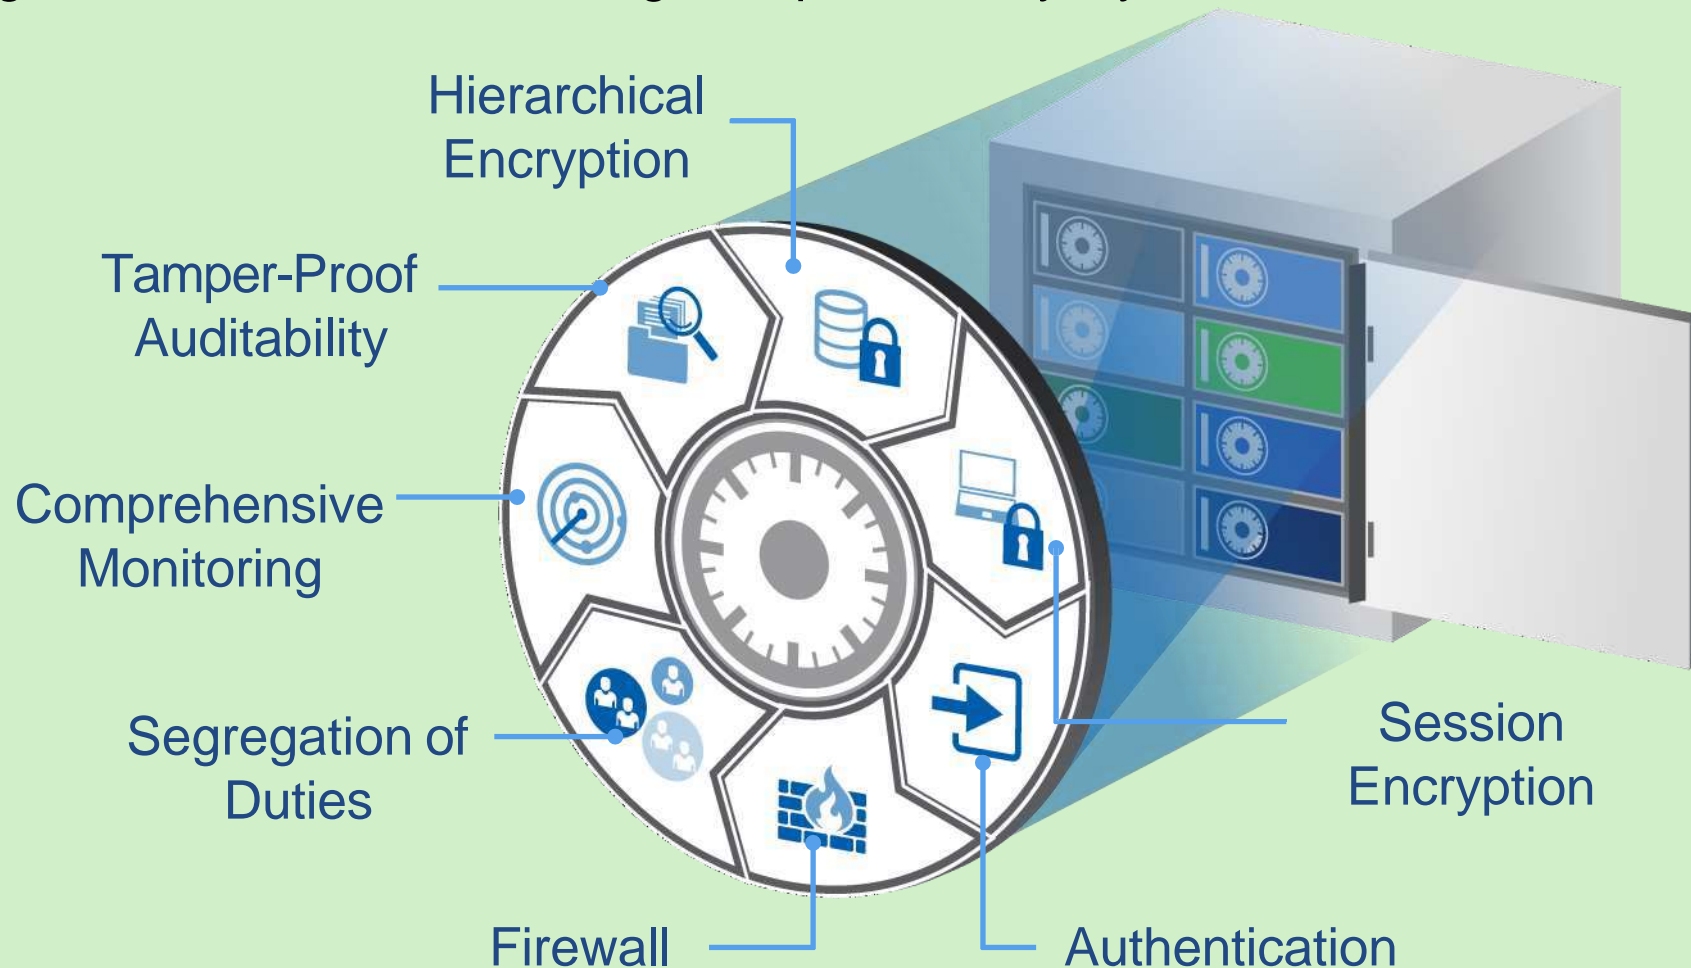 Hierarchical
Encryption
Tamper-Proof
Auditability
Comprehensive
Monitoring
Segregation of
Duties
Session
Encryption
Firewall
Authentication